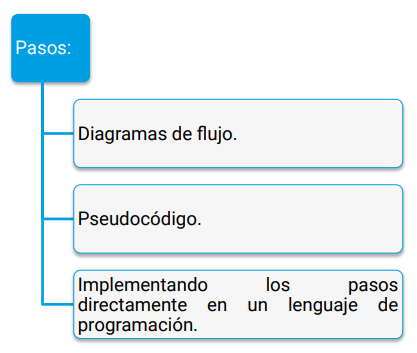 Pasos:
Diagramas de flujo.
Pseudocódigo.
Implementando los pasos
directamente en un lenguaje de
programación.